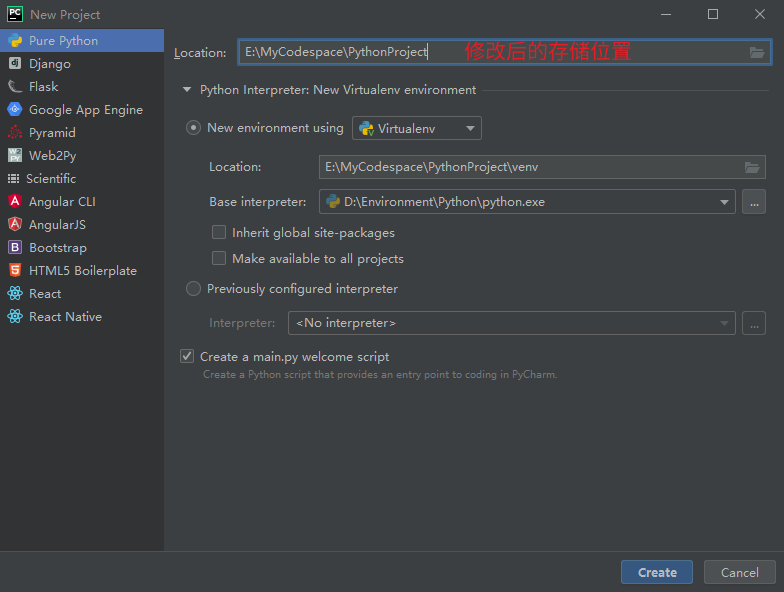 PC New Project
Pure Python
Django
Flask
Google App Engine
Pyramid
Web2Py
Scientific
Angular CLI
AngularJS
Bootstrap
HTML5 Boilerplate
React
React Native
Location: E:\MyCodespace\PythonProject 修改后的存储位置
Python Interpreter: New Virtualenv environment
New environment using Virtualenv
Location: E:\MyCodespace\PythonProject\venv
Base interpreter: D:\Environment\Python\python.exe ...
Inherit global site-packages
Make available to all projects
Previously configured interpreter
Interpreter: <No interpreter> ...
Create a main.py welcome script
Create a Python script that provides an entry point to coding in PyCharm.
Create Cancel